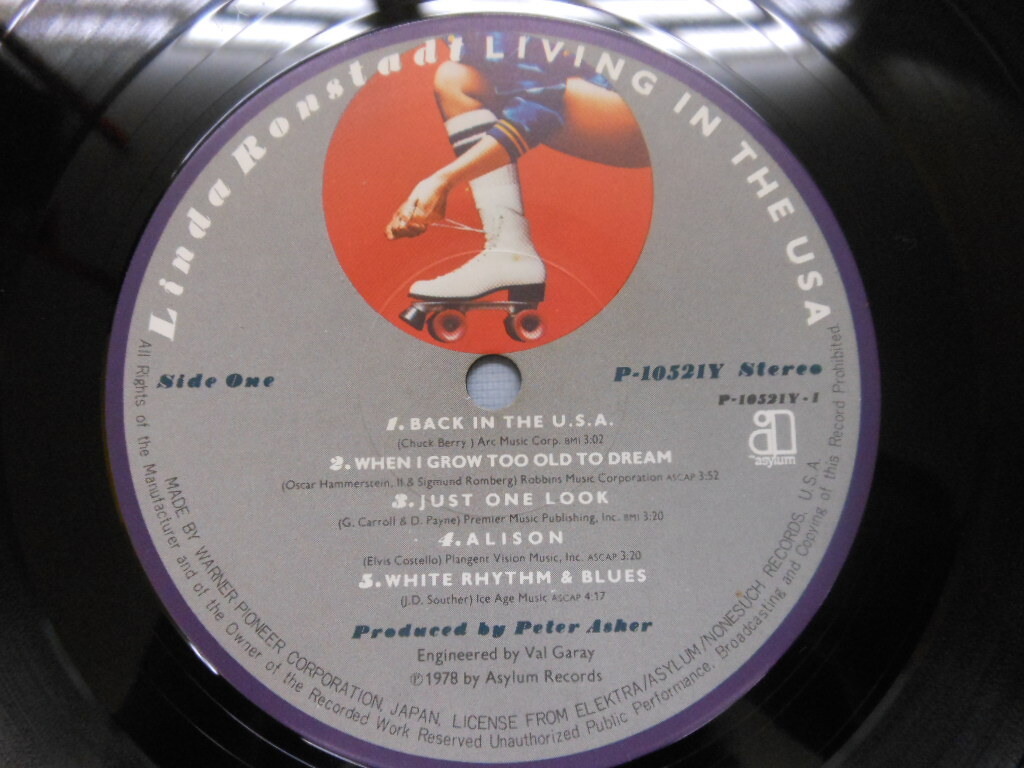 Linda Ronstadt LIVING IN THE USA
Side One
P-10521Y Stereo
P-10521Y-1
asylum
1. BACK IN THE U.S.A.
(Chuck Berry ) Arc Music Corp. BMI 3:02
2. WHEN I GROW TOO OLD TO DREAM
(Oscar Hammerstein, II & Sigmund Romberg) Robbins Music Corporation ASCAP 3:52
3. JUST ONE LOOK
(G. Carroll & D. Payne) Premier Music Publishing, Inc. BMI 3:20
4. ALISON
(Elvis Costello) Plangent Vision Music, Inc. ASCAP 3:20
5. WHITE RHYTHM & BLUES
(J.D. Souther) Ice Age Music ASCAP 4:17
Produced by Peter Asher
Engineered by Val Garay
℗1978 by Asylum Records
MADE BY WARNER PIONEER CORPORATION, JAPAN, LICENSE FROM ELEKTRA/ASYLUM/NONESUCH RECORDS, U.S.A.
All Rights of the Manufacturer and of the Owner of the Recorded Work Reserved Unauthorized Public Performance, Broadcasting and Copying of this Record Prohibited.